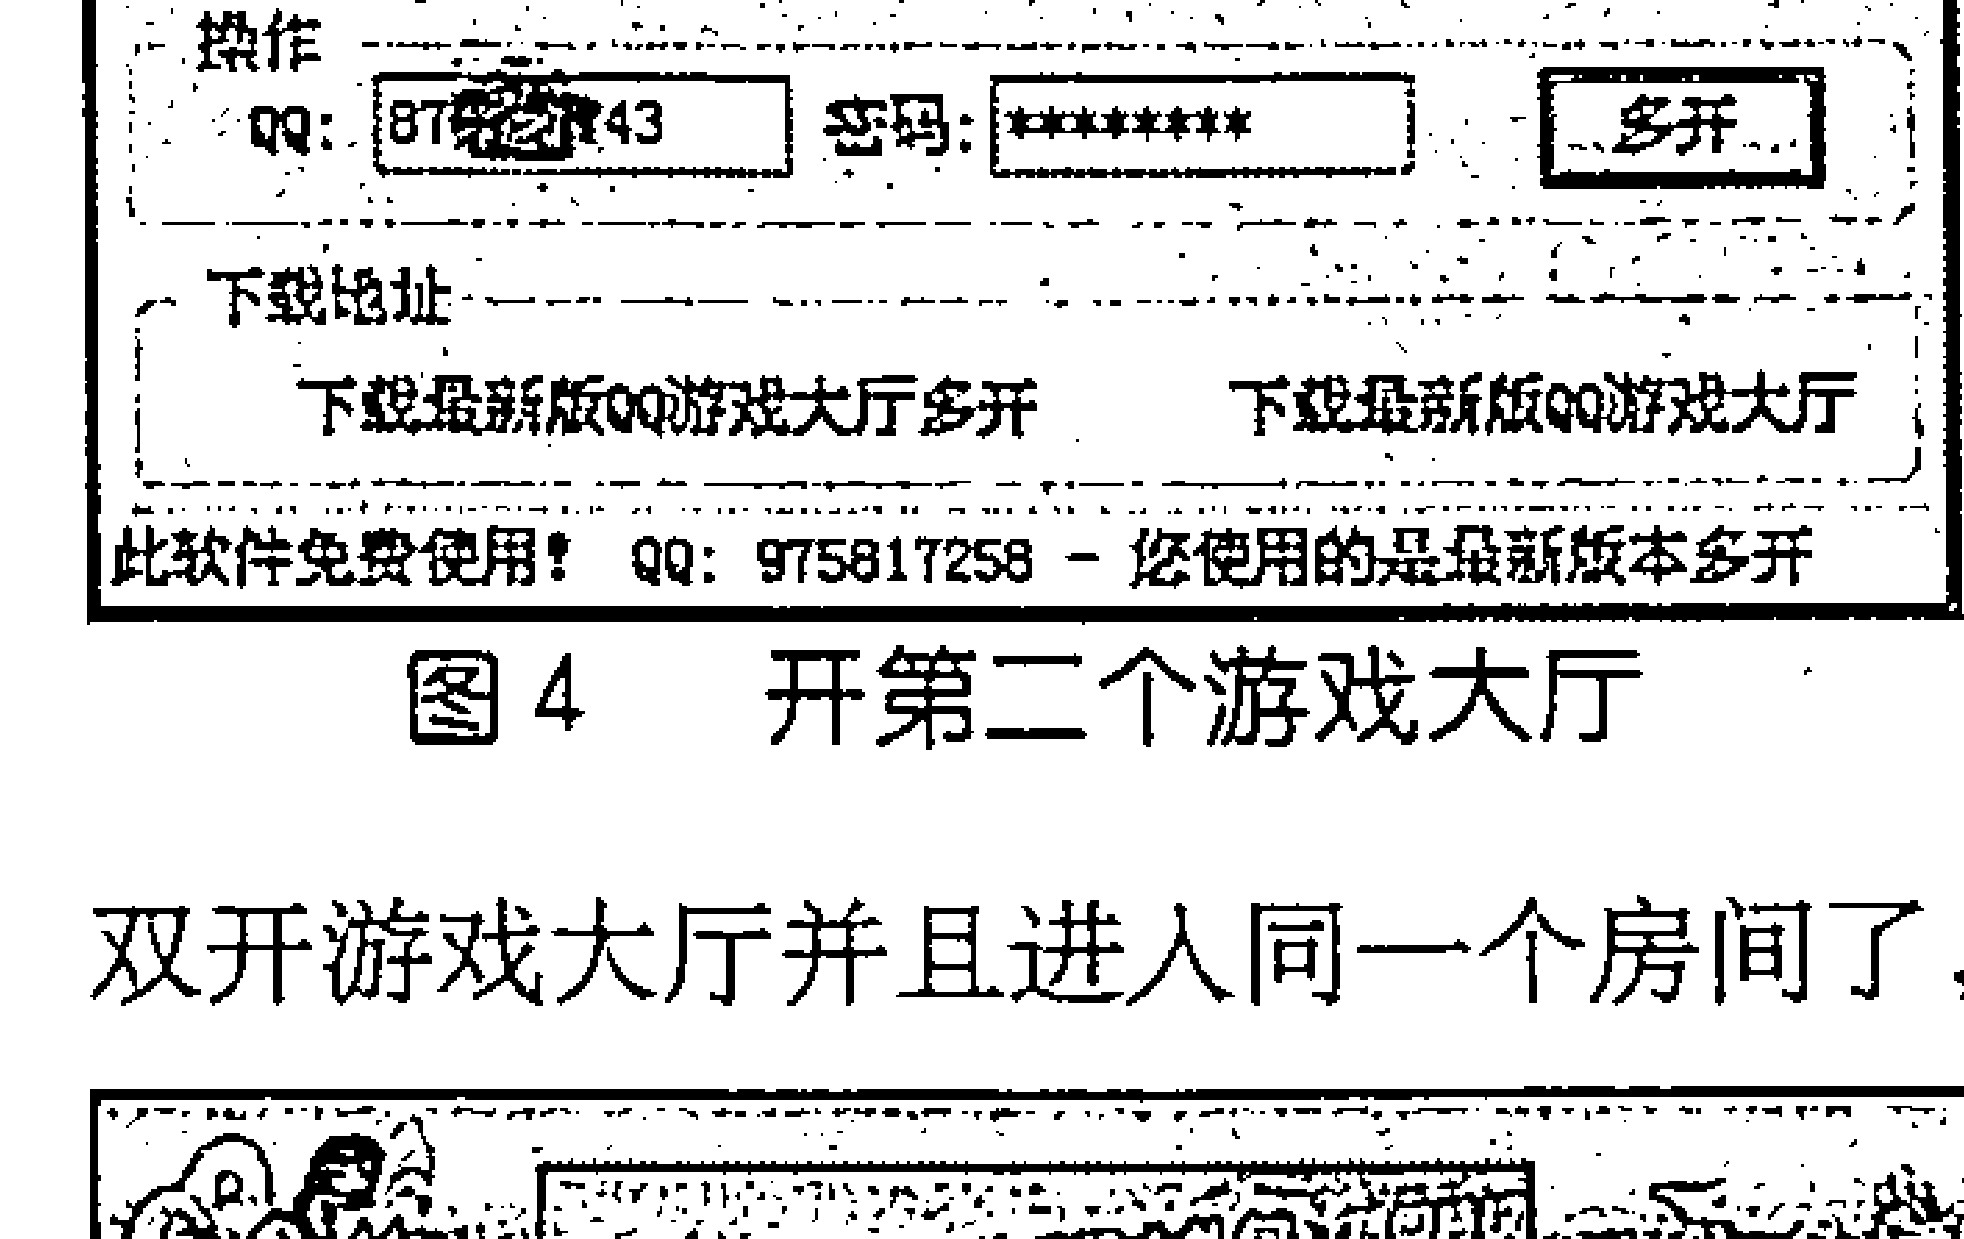 操作
QQ: 87 43 密码: ******** 多开
下载地址
下载最新版QQ游戏大厅多开 下载最新版QQ游戏大厅
此软件免费使用! QQ: 975817258 - 您使用的是最新版本多开
图 4 开第二个游戏大厅
双开游戏大厅并且进入同一个房间了